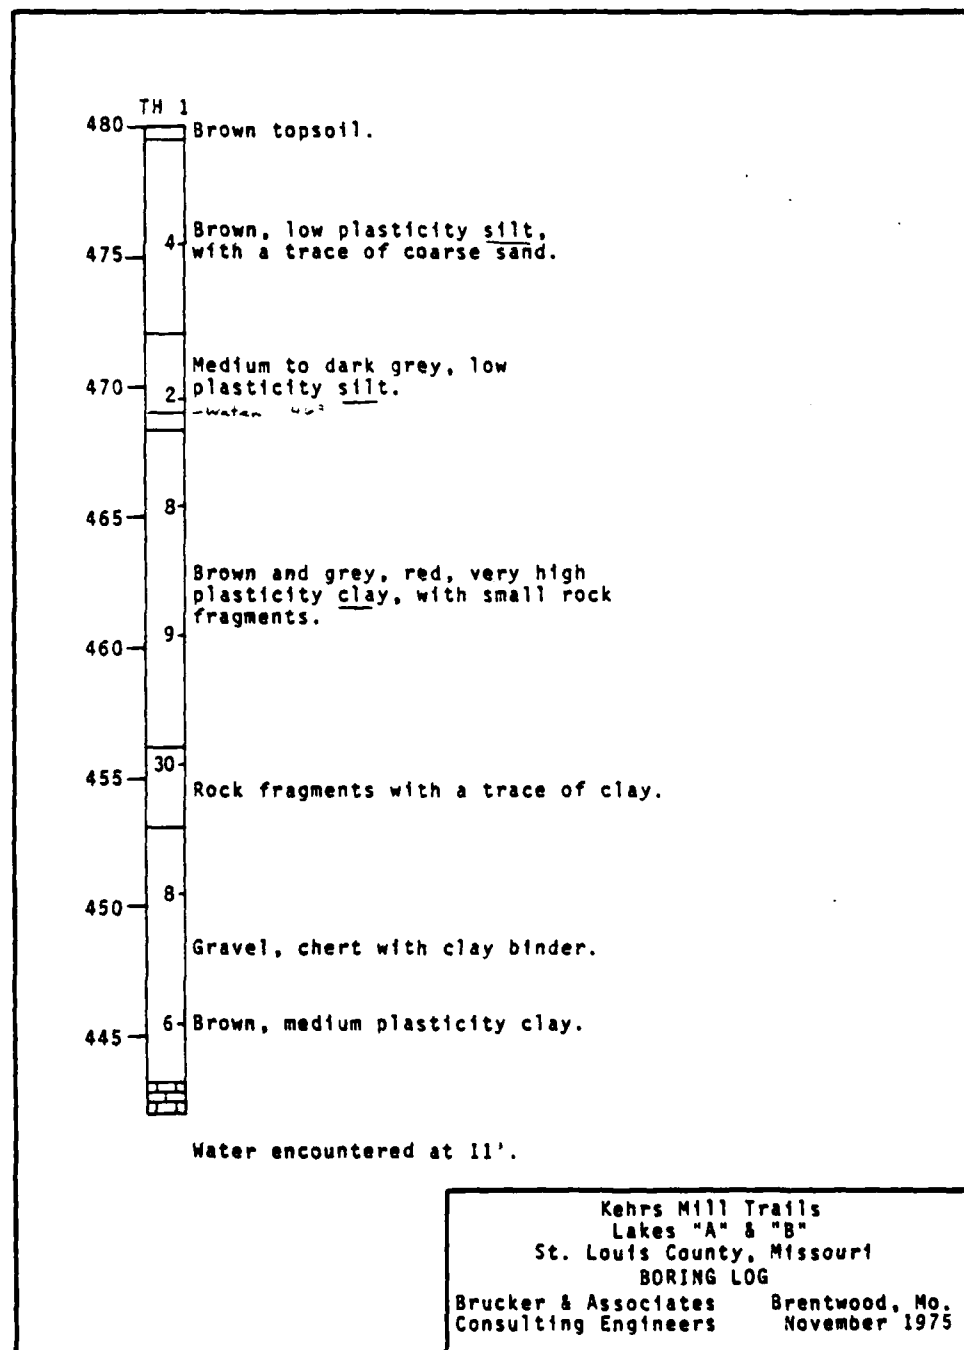 TH 1
480
Brown topsoil.
4
Brown, low plasticity silt,
475
with a trace of coarse sand.
Medium to dark grey, low
470
plasticity silt.
2
-Water
8
465
Brown and grey, red, very high
plasticity clay, with small rock
fragments.
9
460
30
455
Rock fragments with a trace of clay.
8
450
Gravel, chert with clay binder.
6
Brown, medium plasticity clay.
445
Water encountered at 11'.
Kehrs Mill Trails
Lakes "A" & "B"
St. Louis County, Missouri
BORING LOG
Brucker & Associates Brentwood, Mo.
Consulting Engineers November 1975